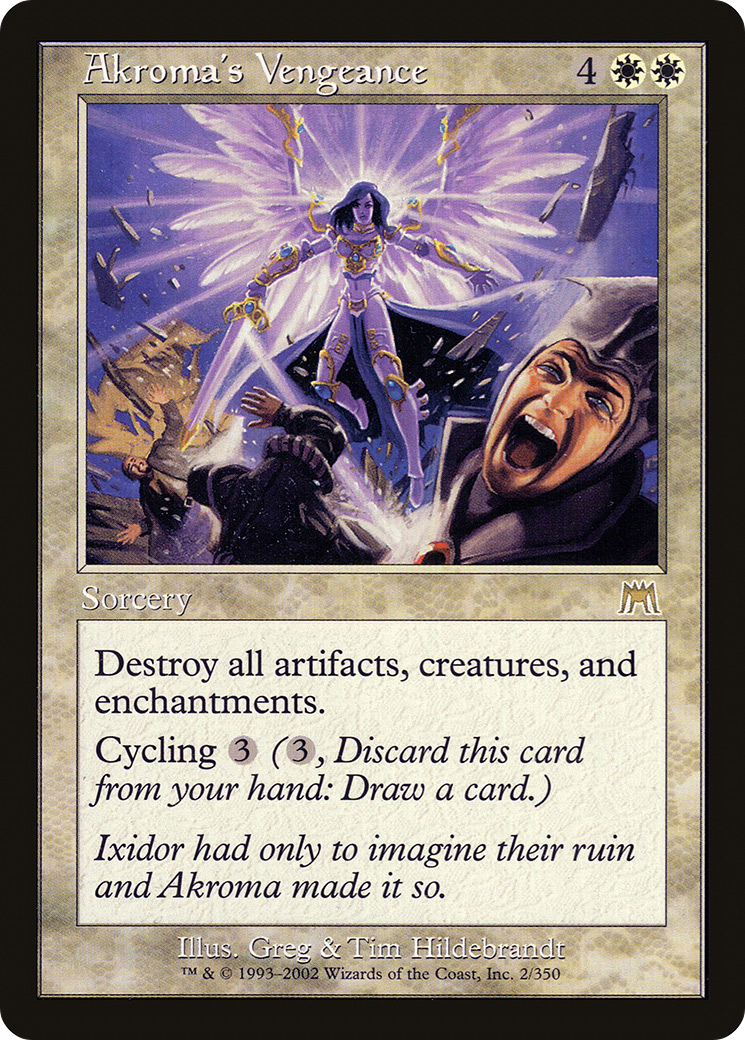 Akroma's Vengeance 4
Sorcery
Destroy all artifacts, creatures, and
enchantments.
Cycling 3 (3, Discard this card
from your hand: Draw a card.)
Ixidor had only to imagine their ruin
and Akroma made it so.
Illus. Greg & Tim Hildebrandt
™ & © 1993–2002 Wizards of the Coast, Inc. 2/350